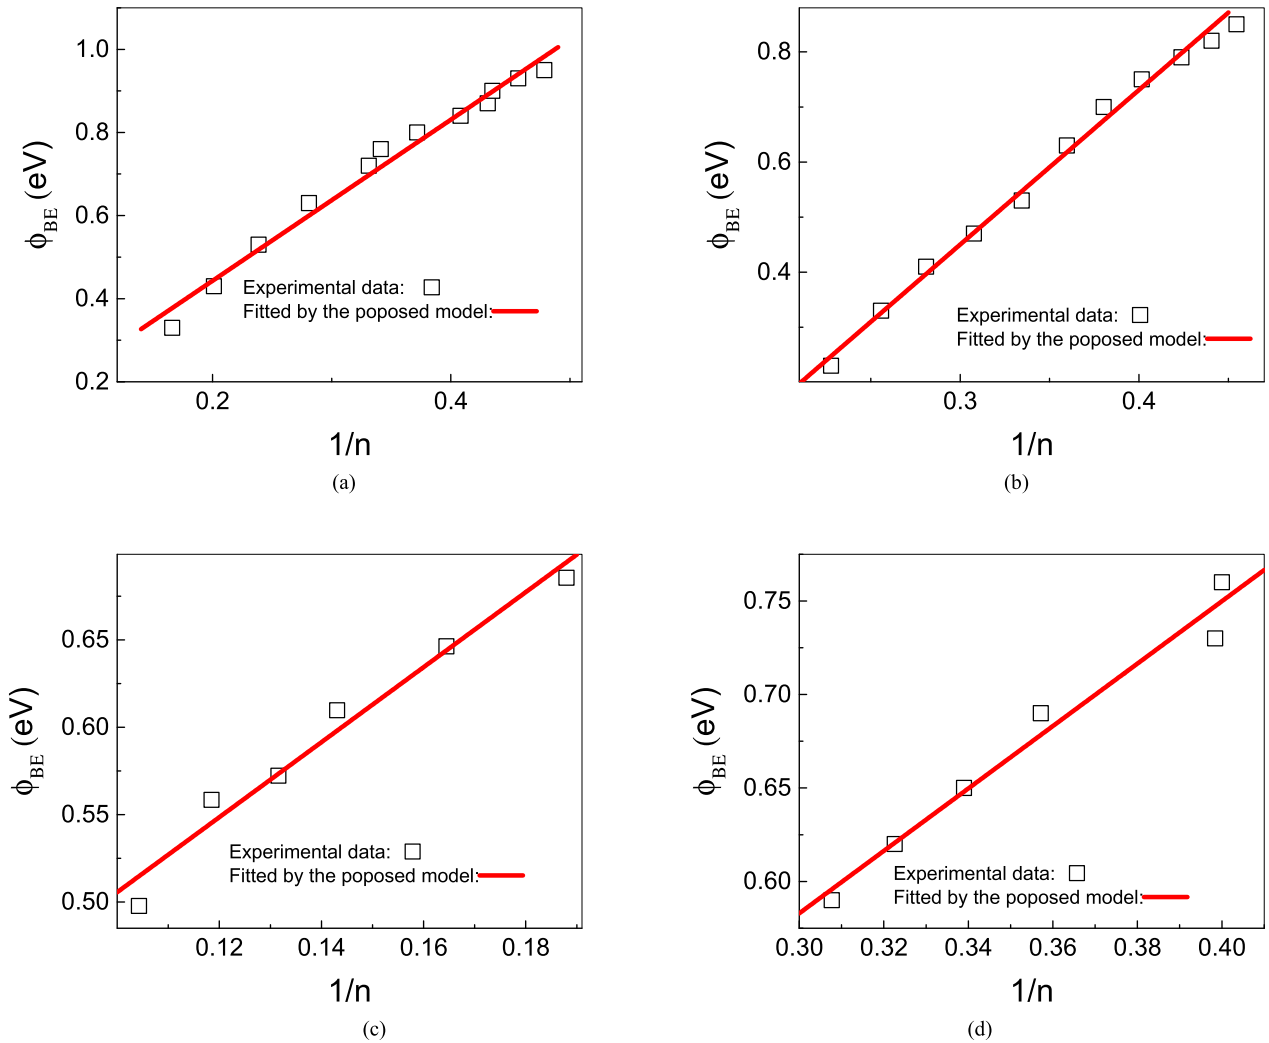 1.0
0.8
0.6
0.4
0.2
ϕBE (eV)
Experimental data:
Fitted by the poposed model:
0.2 0.4
1/n
(a)
0.8
0.6
0.4
ϕBE (eV)
Experimental data:
Fitted by the poposed model:
0.3 0.4
1/n
(b)
0.65
0.60
0.55
0.50
ϕBE (eV)
Experimental data:
Fitted by the poposed model:
0.12 0.14 0.16 0.18
1/n
(c)
0.75
0.70
0.65
0.60
ϕBE (eV)
Experimental data:
Fitted by the poposed model:
0.30 0.32 0.34 0.36 0.38 0.40
1/n
(d)